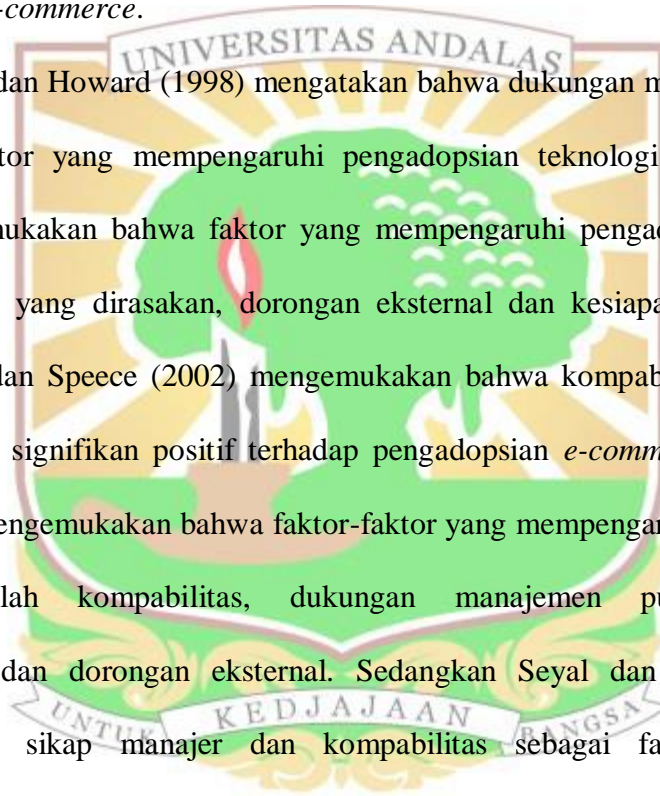 -commerce.
UNIVERSITAS ANDALAS
dan Howard (1998) mengatakan bahwa dukungan m
tor yang mempengaruhi pengadopsian teknologi
ukakan bahwa faktor yang mempengaruhi pengad
yang dirasakan, dorongan eksternal dan kesiapa
dan Speece (2002) mengemukakan bahwa kompab
signifikan positif terhadap pengadopsian e-comm
engemukakan bahwa faktor-faktor yang mempengar
lah kompabilitas, dukungan manajemen pu
dan dorongan eksternal. Sedangkan Seyal dan
UNTUK KEDJAJAAN BANGSA
sikap manajer dan kompabilitas sebagai fa